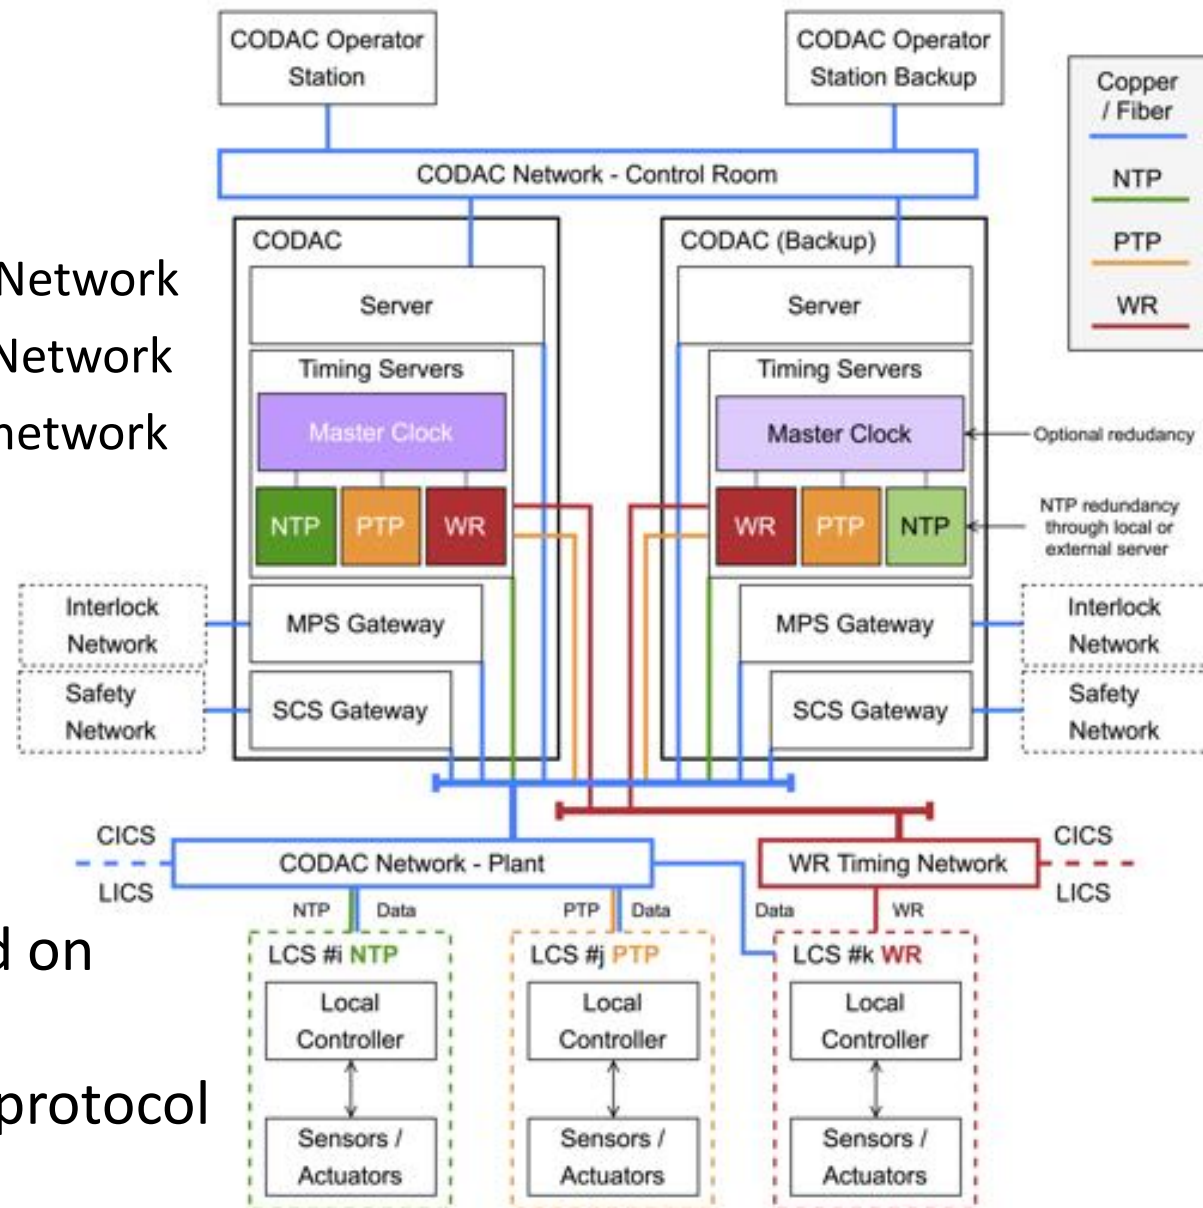 CODAC Operator
Station
CODAC Operator
Station Backup
Copper
/ Fiber
NTP
PTP
WR
CODAC Network - Control Room
Network
Network
network
d on
protocol
CODAC
Server
Timing Servers
Master Clock
NTP
PTP
WR
MPS Gateway
SCS Gateway
Interlock
Network
Safety
Network
CODAC (Backup)
Server
Timing Servers
Master Clock
WR
PTP
NTP
MPS Gateway
SCS Gateway
Optional redudancy
NTP redundancy
through local or
external server
Interlock
Network
Safety
Network
CICS
LICS
CODAC Network - Plant
WR Timing Network
CICS
LICS
NTP
Data
PTP
Data
Data
WR
LCS #i NTP
Local
Controller
Sensors /
Actuators
LCS #j PTP
Local
Controller
Sensors /
Actuators
LCS #k WR
Local
Controller
Sensors /
Actuators